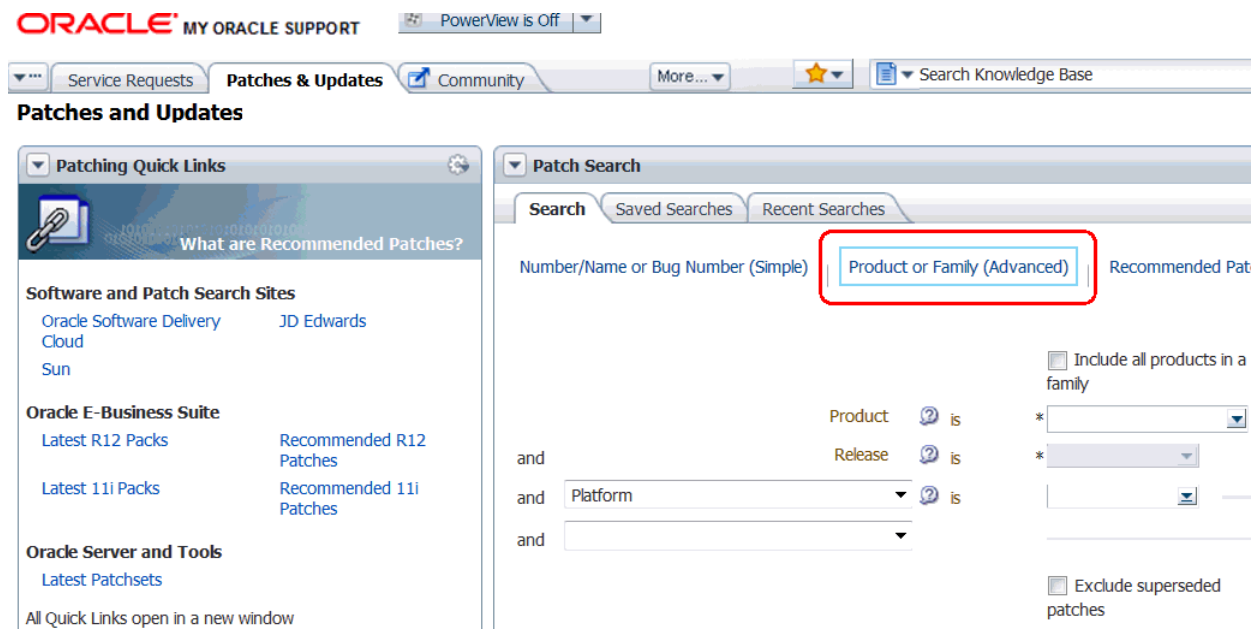 ORACLE' MY ORACLE SUPPORT
PowerView is Off
Service Requests
Patches & Updates
Community
More...
Search Knowledge Base
Patches and Updates
Patching Quick Links
What are Recommended Patches?
Software and Patch Search Sites
Oracle Software Delivery Cloud
JD Edwards
Sun
Oracle E-Business Suite
Latest R12 Packs
Recommended R12 Patches
Latest 11i Packs
Recommended 11i Patches
Oracle Server and Tools
Latest Patchsets
All Quick Links open in a new window
Patch Search
Search
Saved Searches
Recent Searches
Number/Name or Bug Number (Simple)
Product or Family (Advanced)
Recommended Pat
Include all products in a
family
Product is *
and Release is *
and Platform is
and
Exclude superseded
patches